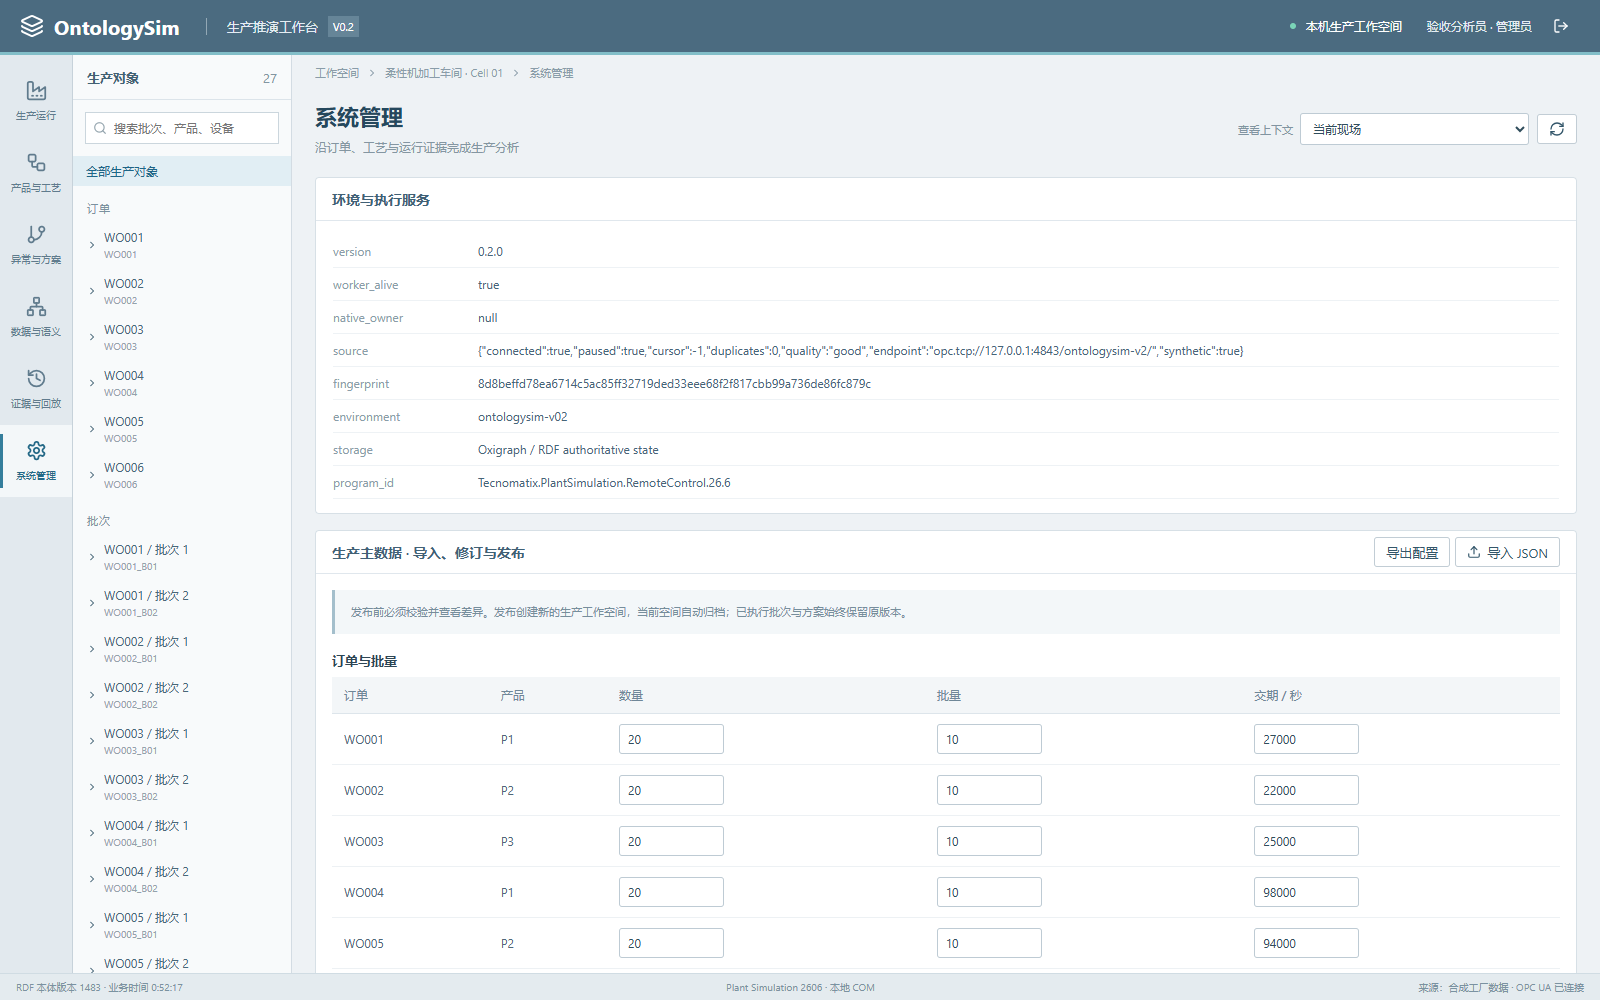 OntologySim
生产推演工作台 V0.2
本机生产工作空间
验收分析员 · 管理员
生产运行
产品与工艺
异常与方案
数据与语义
证据与回放
系统管理
生产对象 27
搜索批次、产品、设备
全部生产对象
订单
WO001
WO001
WO002
WO002
WO003
WO003
WO004
WO004
WO005
WO005
WO006
WO006
批次
WO001 / 批次 1
WO001_B01
WO001 / 批次 2
WO001_B02
WO002 / 批次 1
WO002_B01
WO002 / 批次 2
WO002_B02
WO003 / 批次 1
WO003_B01
WO003 / 批次 2
WO003_B02
WO004 / 批次 1
WO004_B01
WO004 / 批次 2
WO004_B02
WO005 / 批次 1
WO005_B01
WO005 / 批次 2
工作空间 > 柔性机加工车间 · Cell 01 > 系统管理
系统管理
沿订单、工艺与运行证据完成生产分析
查看上下文 当前现场
环境与执行服务
version 0.2.0
worker_alive true
native_owner null
source {"connected":true,"paused":true,"cursor":-1,"duplicates":0,"quality":"good","endpoint":"opc.tcp://127.0.0.1:4843/ontologysim-v2/","synthetic":true}
fingerprint 8d8beffd78ea6714c5ac85ff32719ded33eee68f2f817cbb99a736de86fc879c
environment ontologysim-v02
storage Oxigraph / RDF authoritative state
program_id Tecnomatix.PlantSimulation.RemoteControl.26.6
生产主数据 · 导入、修订与发布
导出配置
导入 JSON
发布前必须校验并查看差异。发布创建新的生产工作空间，当前空间自动归档；已执行批次与方案始终保留原版本。
订单与批量
订单 产品 数量 批量 交期 / 秒
WO001 P1 20 10 27000
WO002 P2 20 10 22000
WO003 P3 20 10 25000
WO004 P1 20 10 98000
WO005 P2 20 10 94000
RDF 本体版本 1483 · 业务时间 0:52:17
Plant Simulation 2606 · 本地 COM
来源：合成工厂数据 · OPC UA 已连接